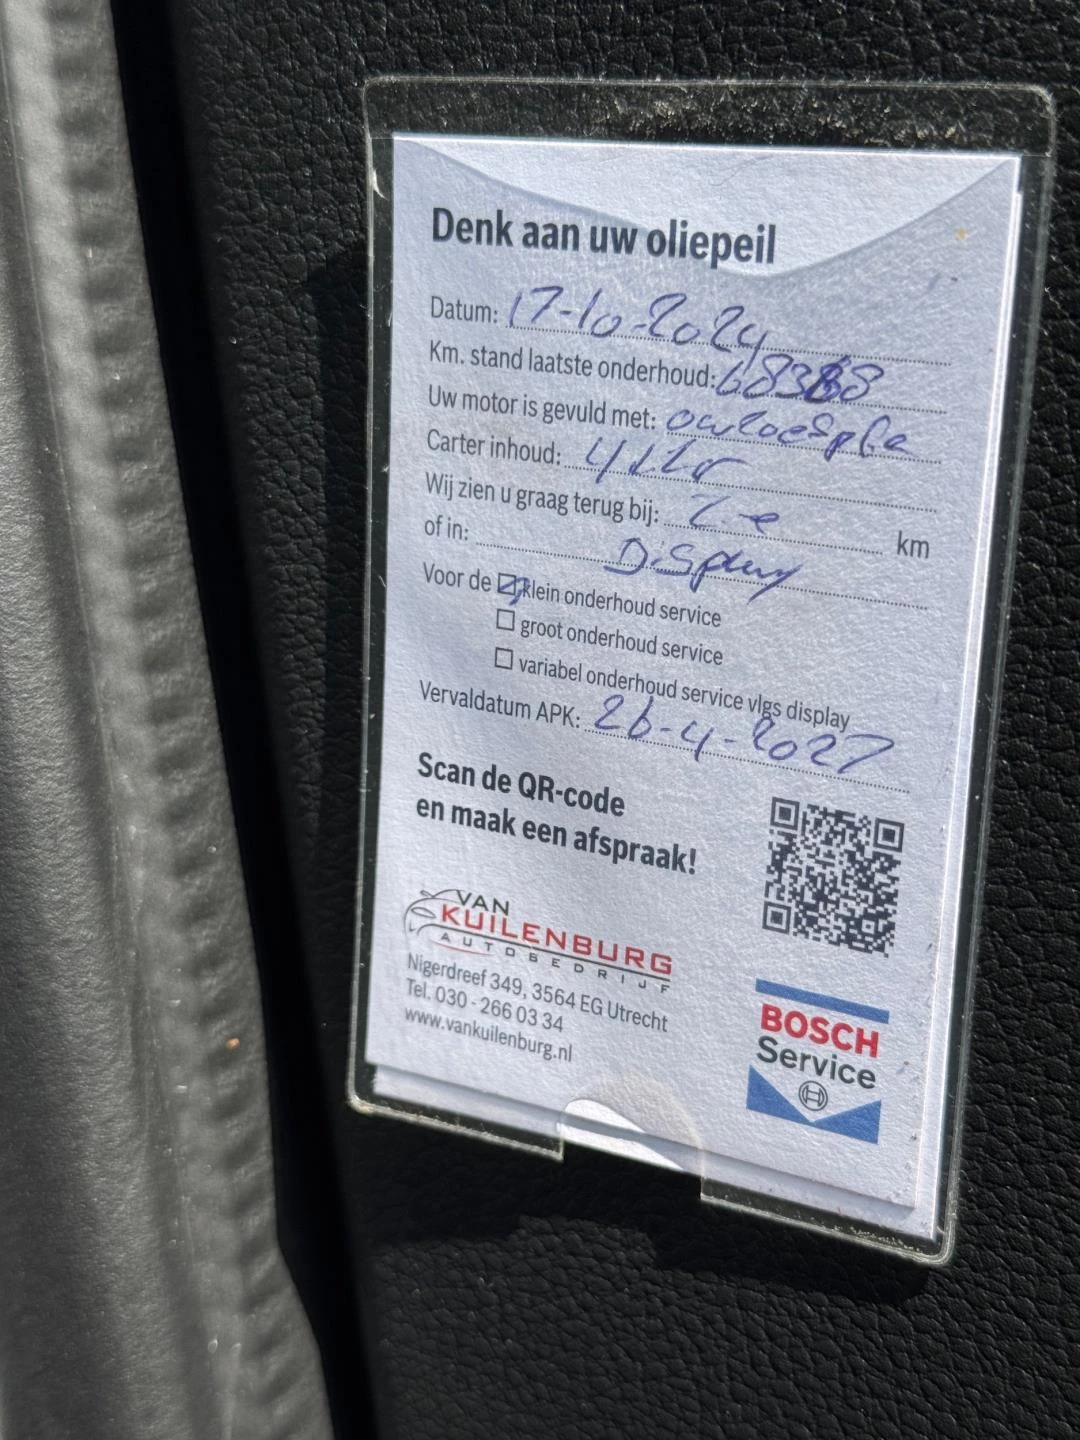 Denk aan uw oliepeil
Datum: 17-10-2024
Km. stand laatste onderhoud:
Uw motor is gevuld met: 0w20espfe
Carter inhoud: 4 Ltr
Wij zien u graag terug bij: Z.e km
of in: Display
Voor de klein onderhoud service
groot onderhoud service
variabel onderhoud service vlgs display
Vervaldatum APK: 26-4-2027
Scan de QR-code
en maak een afspraak!
VAN
KUILENBURG
AUTOBEDRIJF
Nigerdreef 349, 3564 EG Utrecht
Tel. 030 - 266 03 34
www.vankuilenburg.nl
BOSCH
Service